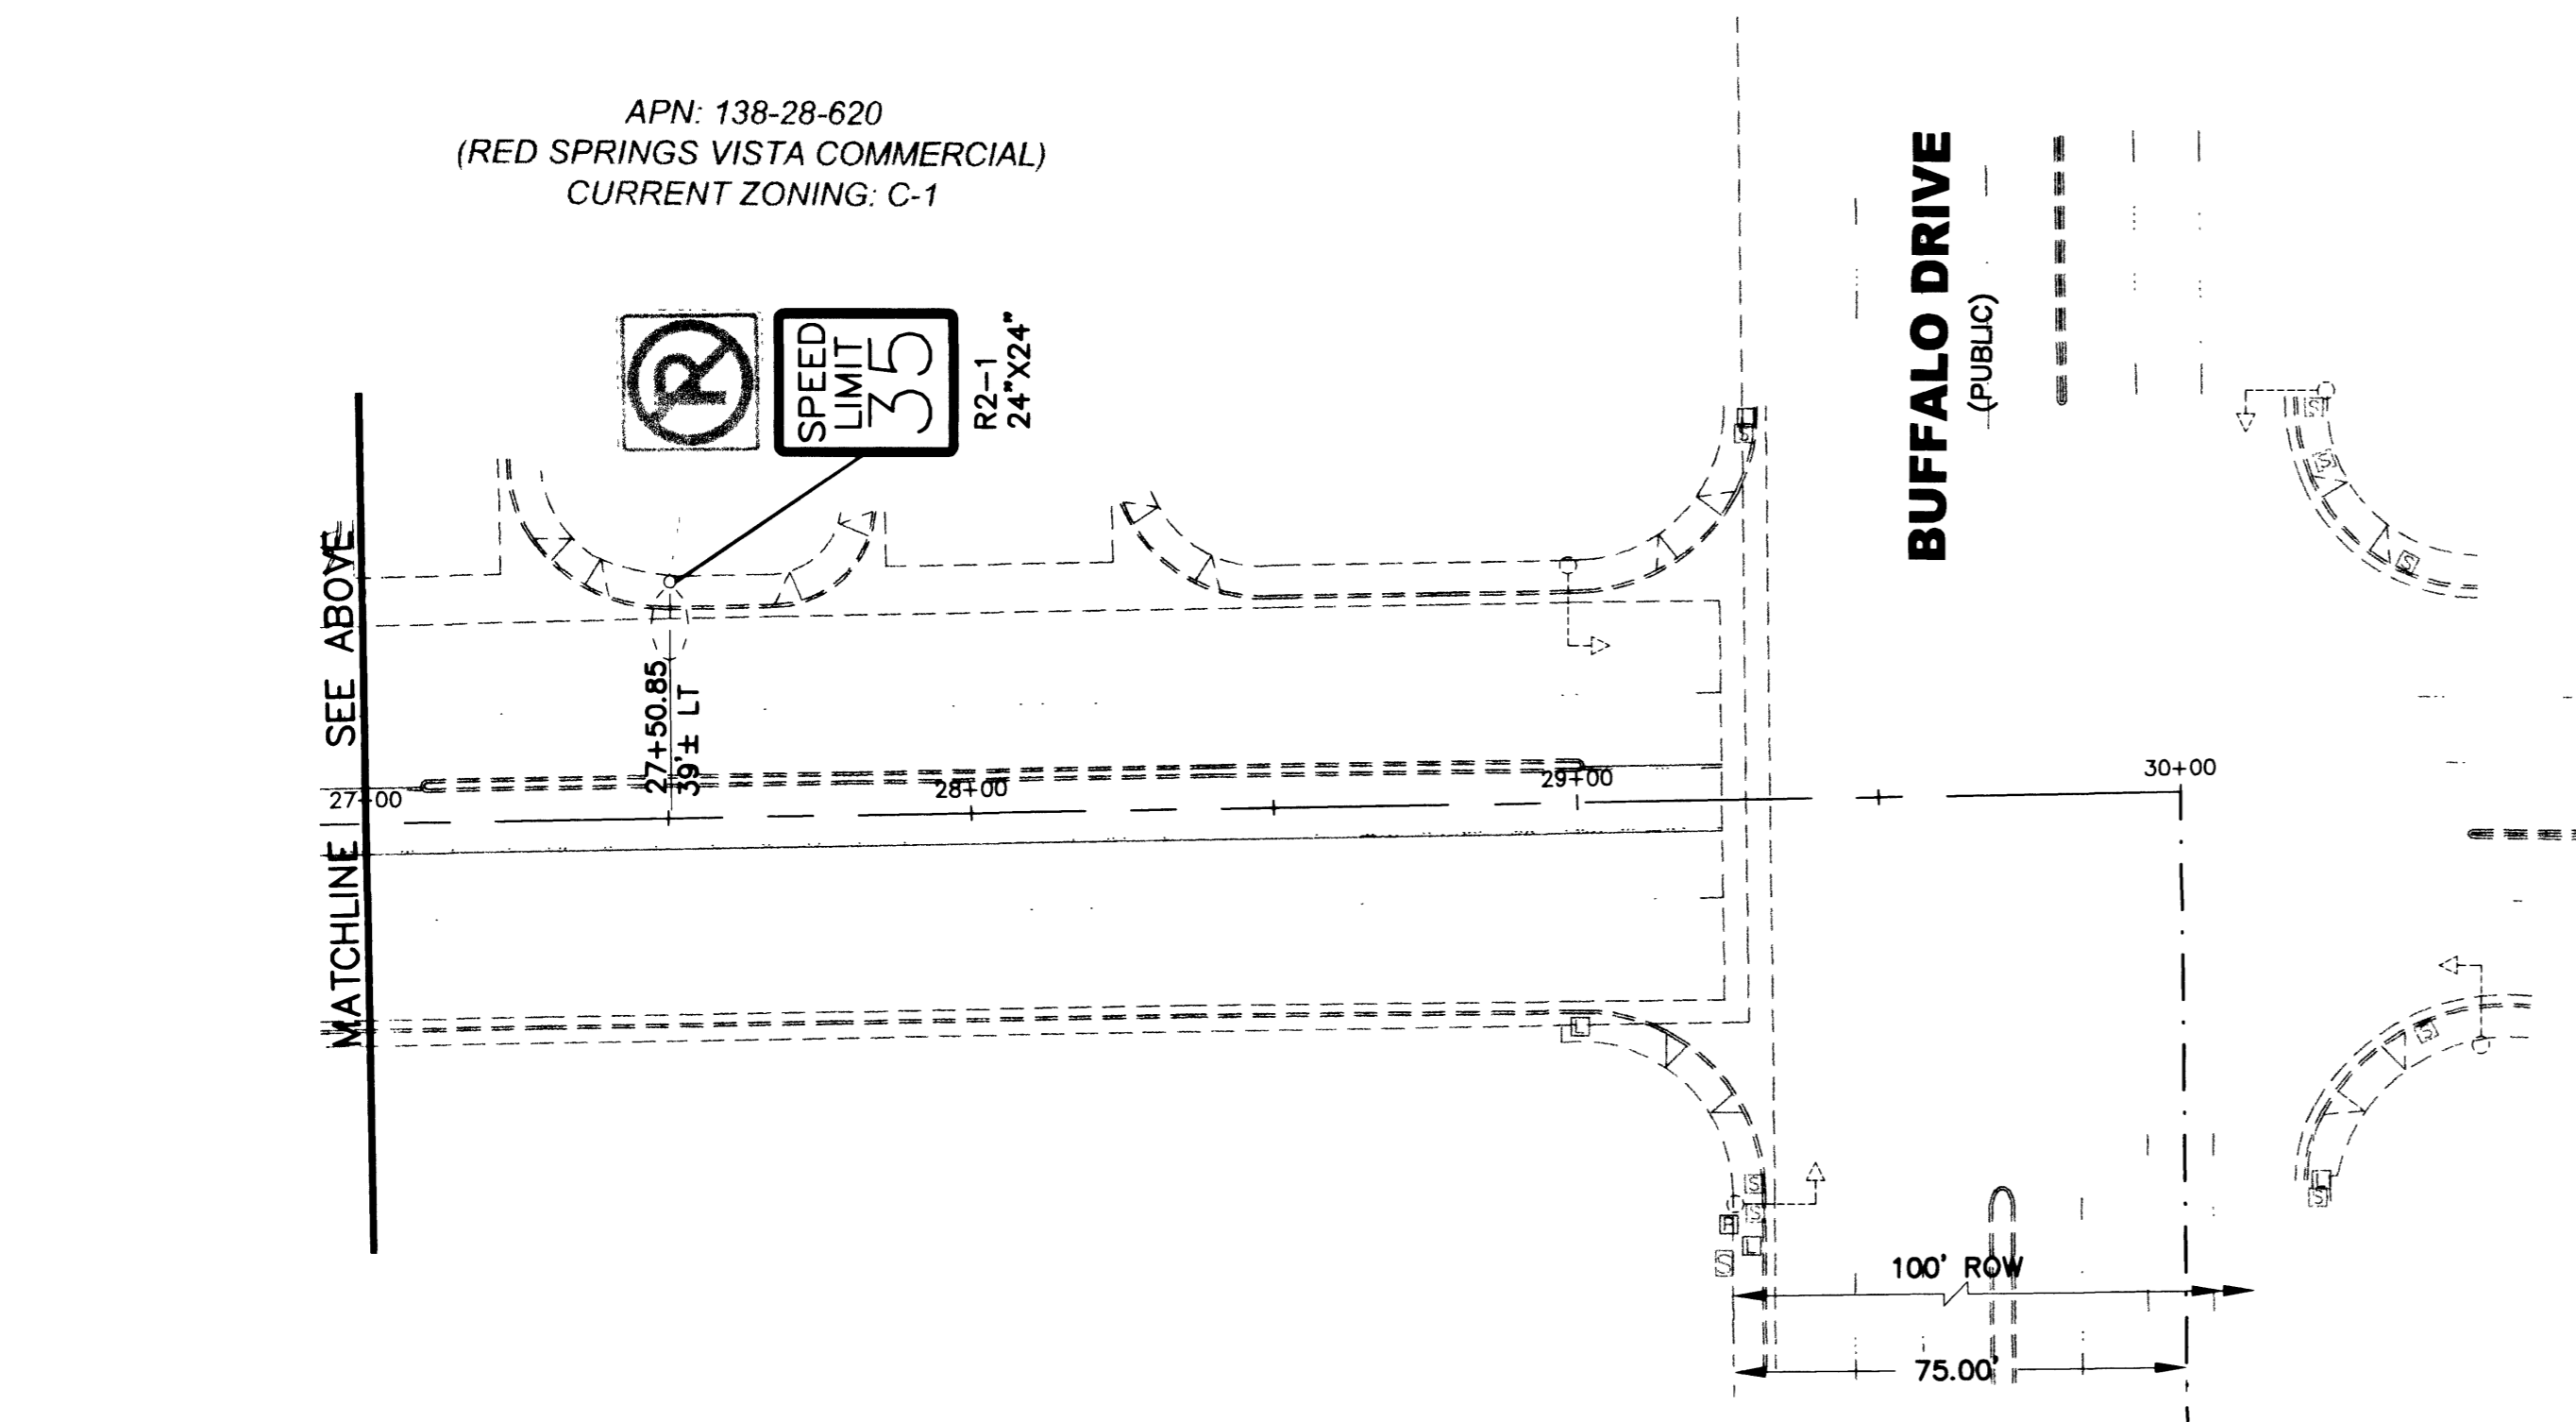 APN: 138-28-620
(RED SPRINGS VISTA COMMERCIAL)
CURRENT ZONING: C-1
R
SPEED
LIMIT
35
R2-1
24"X24"
BUFFALO DRIVE
(PUBLIC)
MATCHLINE SEE ABOVE
27+50.85
39'± LT
27+00
28+00
29+00
30+00
L
S
S
S
S
L
S
S
R
L
S
S
L
S
100' ROW
75.00'